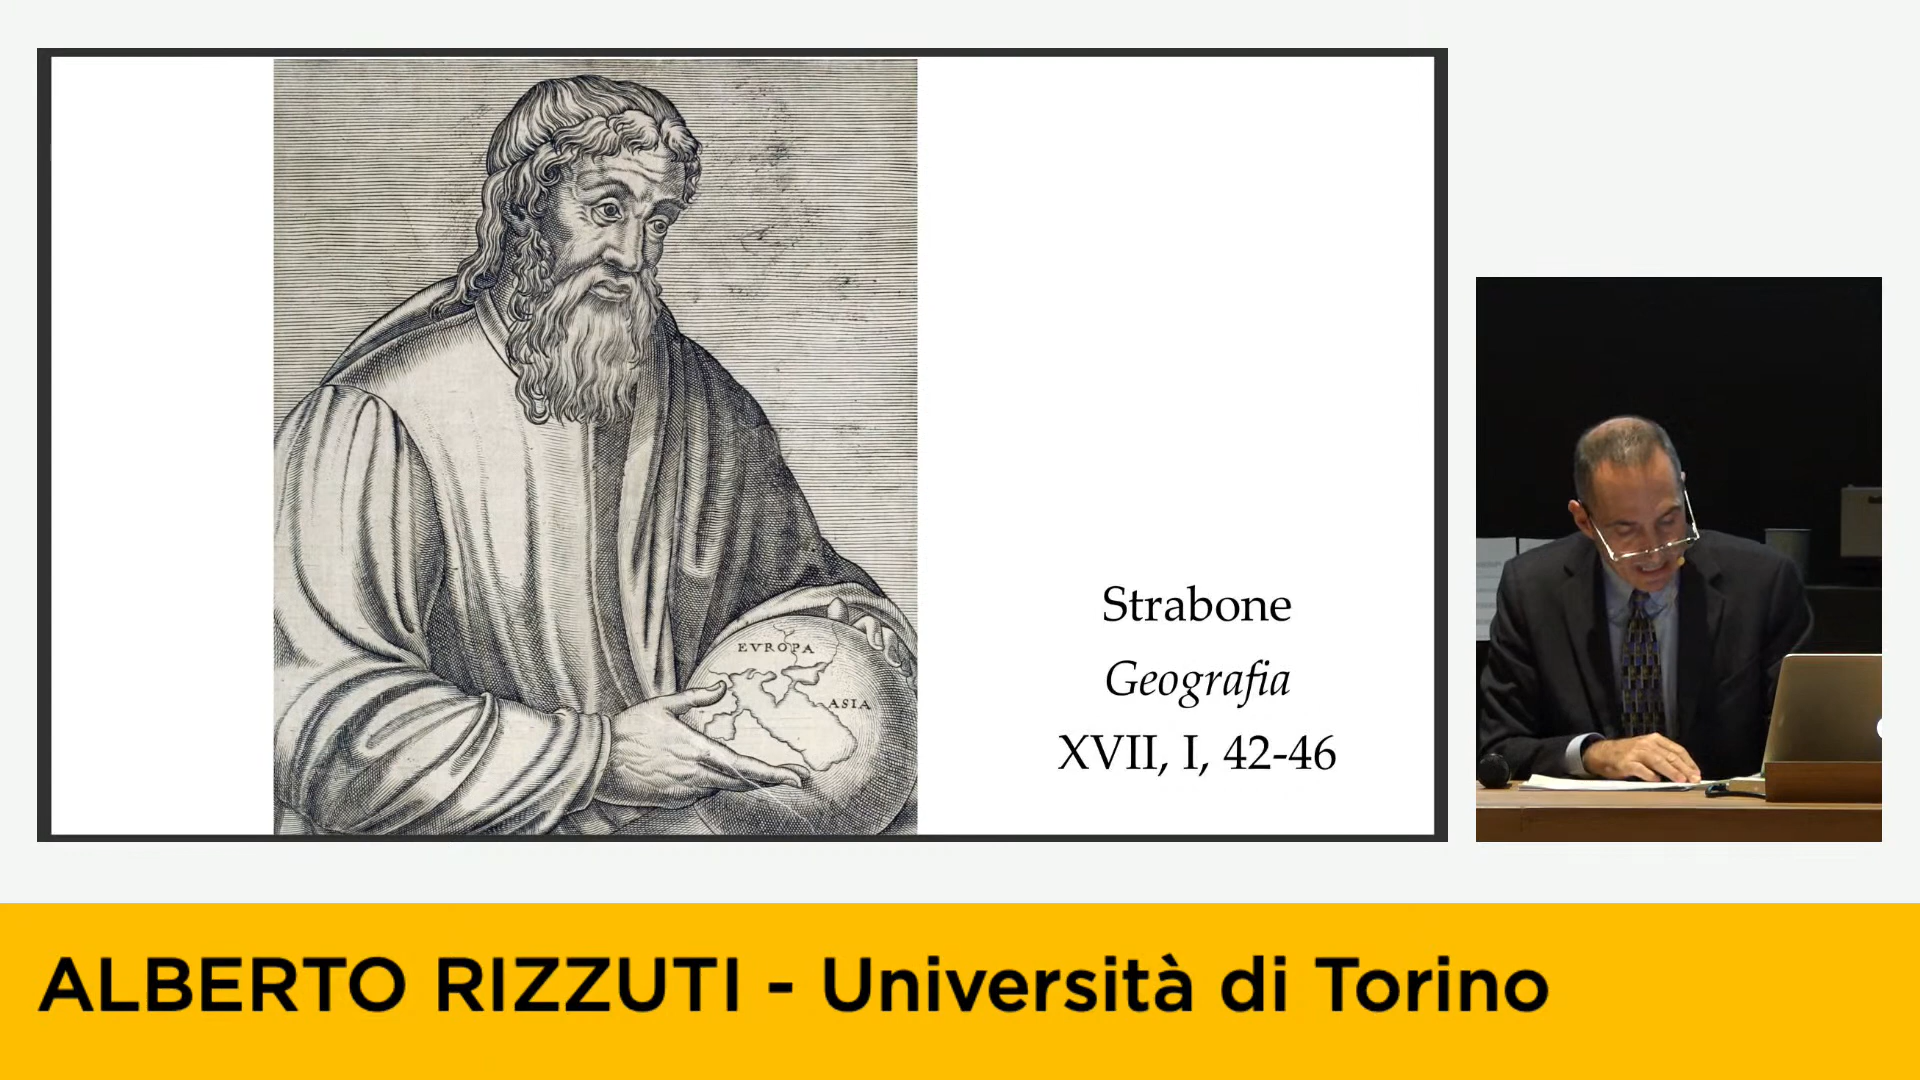 EVROPA
ASIA
Strabone
Geografia
XVII, I, 42-46
ALBERTO RIZZUTI - Università di Torino